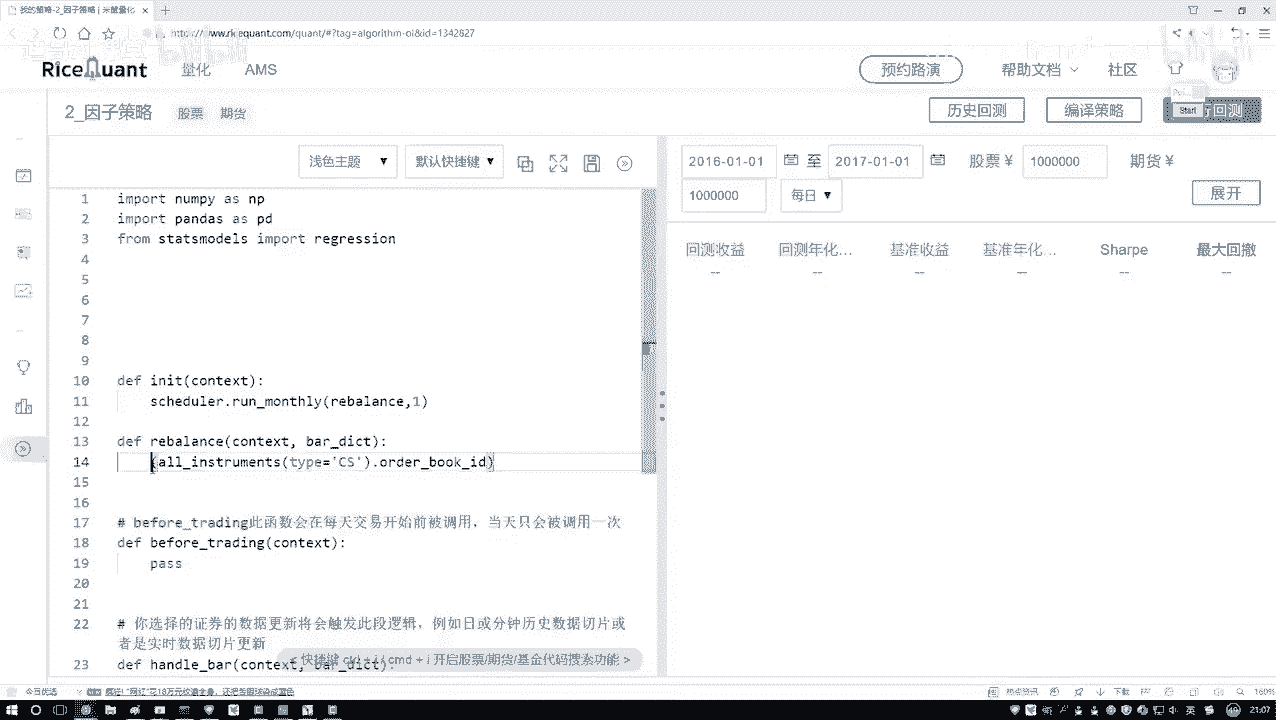 我的策略-2_因子策略 | 米筐量化
https://www.ricequant.com/quant/#?tag=algorithm-oi&id=1342827
RiceQuant 量化 AMS 预约路演 帮助文档 社区
2_因子策略 股票 期货 历史回测 编译策略 行回测
Start
浅色主题 默认快捷键
2016-01-01 至 2017-01-01 股票 ¥ 1000000 期货 ¥
1000000 每日 展开
回测收益 回测年化... 基准收益 基准年化... Sharpe 最大回撤
-- -- -- -- -- --
1 import numpy as np
2 import pandas as pd
3 from statsmodels import regression
4
5
6
7
8
9
10 def init(context):
11 scheduler.run_monthly(rebalance,1)
12
13 def rebalance(context, bar_dict):
14 (all_instruments(type='CS').order_book_id)
15
16
17 # before_trading此函数会在每天交易开始前被调用，当天只会被调用一次
18 def before_trading(context):
19 pass
20
21
22 # 你选择的证券的数据更新将会触发此段逻辑，例如日或分钟历史数据切片或
者是实时数据切片更新
23 def handle_bar(context, bar_dict):
< 快捷键 ctrl + i / cmd + i 开启股票/期货/基金代码搜索功能 >
今日优选 热点资讯 下载 160%
英 21:07